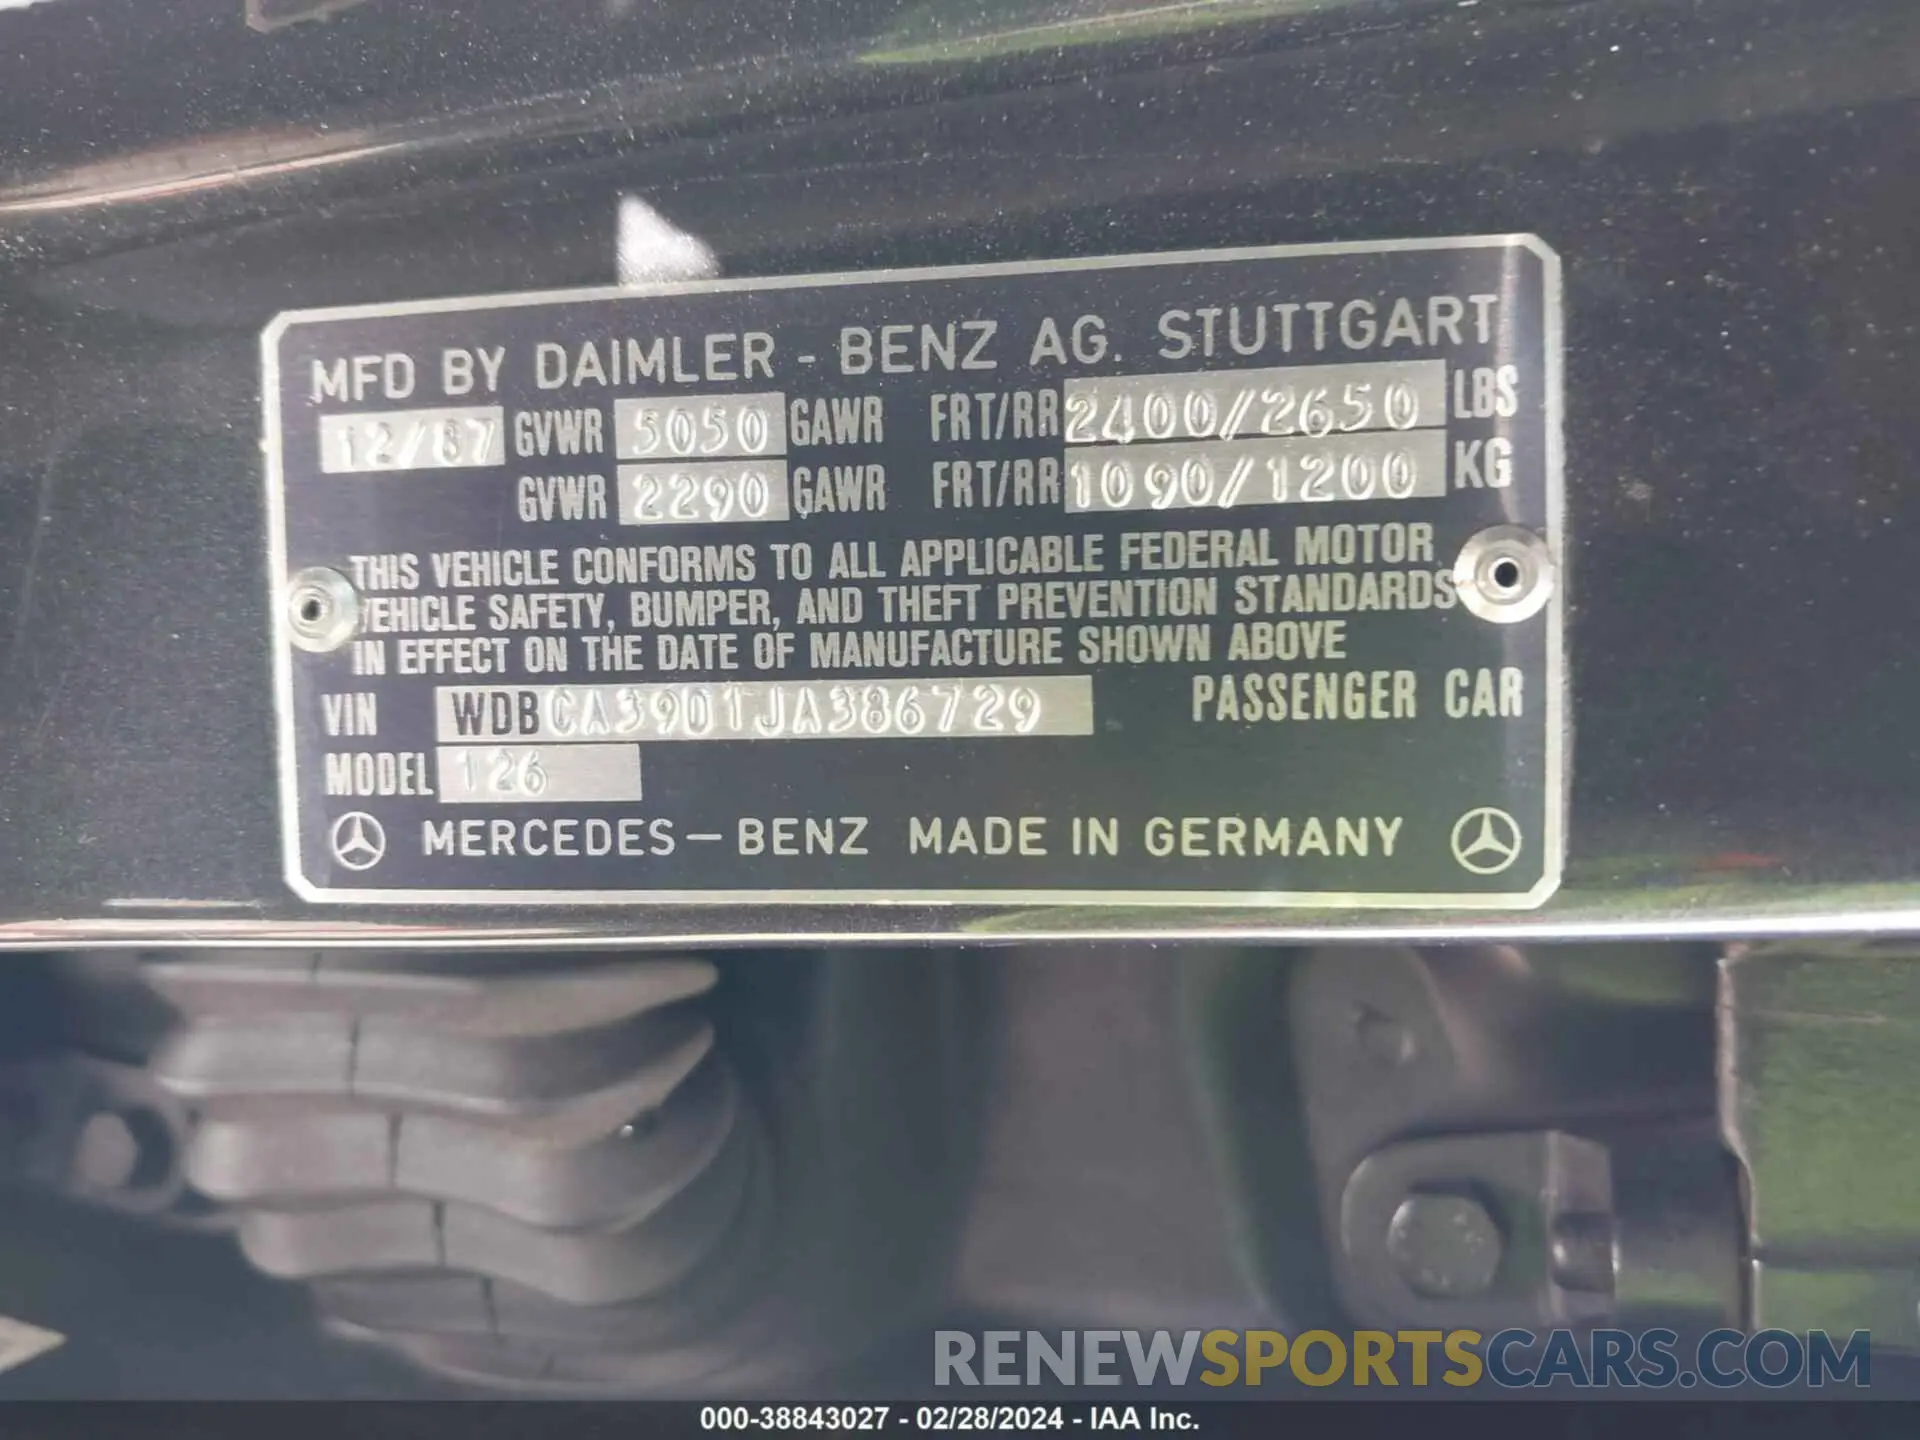 MFD BY DAIMLER - BENZ AG. STUTTGART
12/87 GVWR 5050 GAWR FRT/RR 2400/2650 LBS
GVWR 2290 GAWR FRT/RR 1090/1200 KG
THIS VEHICLE CONFORMS TO ALL APPLICABLE FEDERAL MOTOR
VEHICLE SAFETY, BUMPER, AND THEFT PREVENTION STANDARDS
IN EFFECT ON THE DATE OF MANUFACTURE SHOWN ABOVE
VIN WDBCA39D1JA386729 PASSENGER CAR
MODEL 126
MERCEDES-BENZ MADE IN GERMANY
RENEWSPORTSCARS.COM
000-38843027 - 02/28/2024 - IAA Inc.